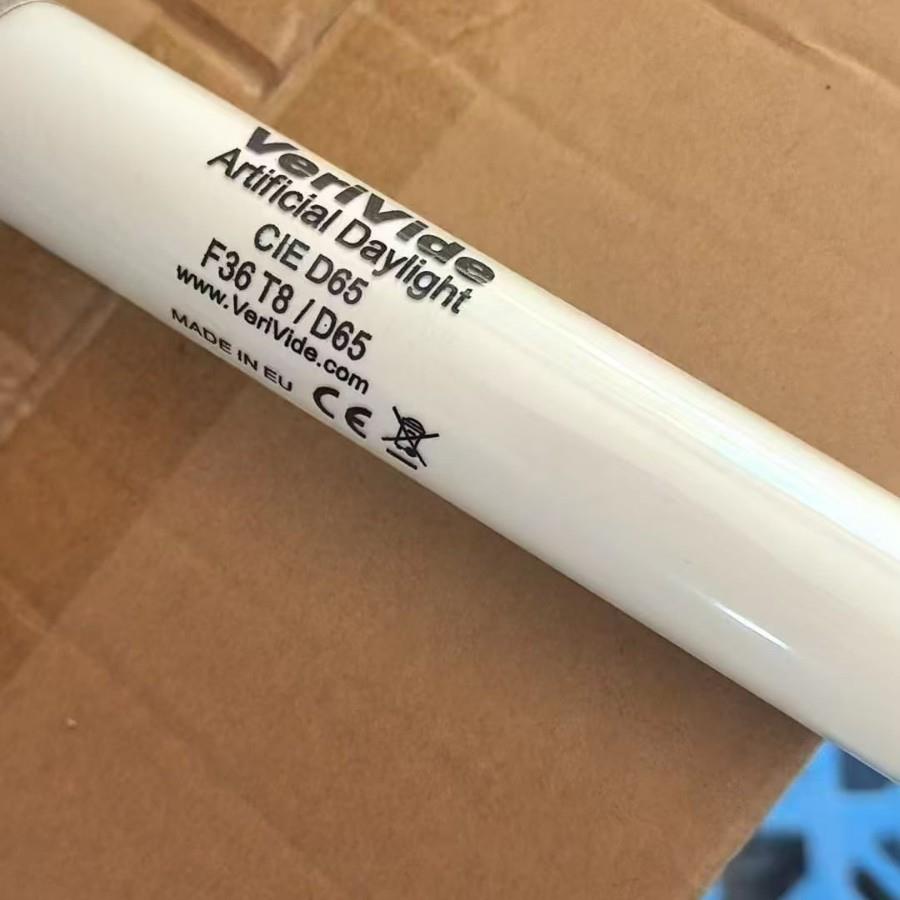 VeriVide
Artificial Daylight
CIE D65
F36 T8 / D65
www.VeriVide.com
MADE IN EU
CE